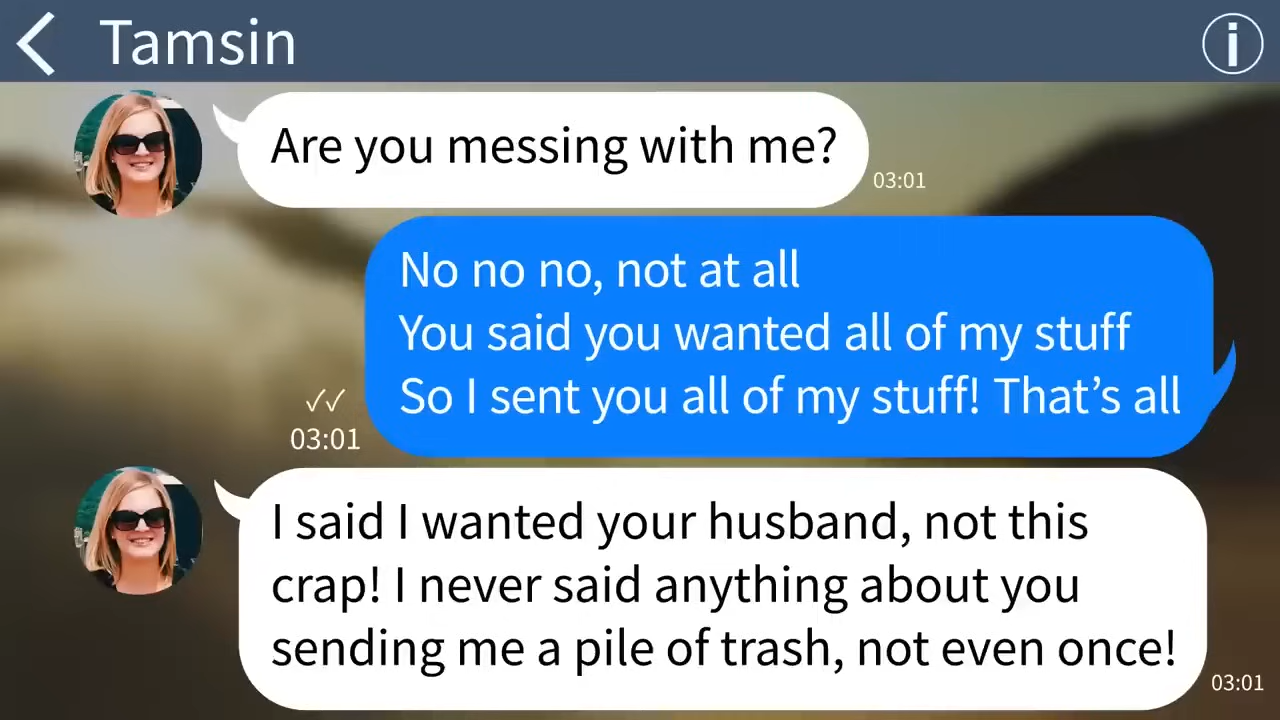 Tamsin
Are you messing with me?
03:01
No no no, not at all
You said you wanted all of my stuff
So I sent you all of my stuff! That’s all
03:01
I said I wanted your husband, not this
crap! I never said anything about you
sending me a pile of trash, not even once!
03:01